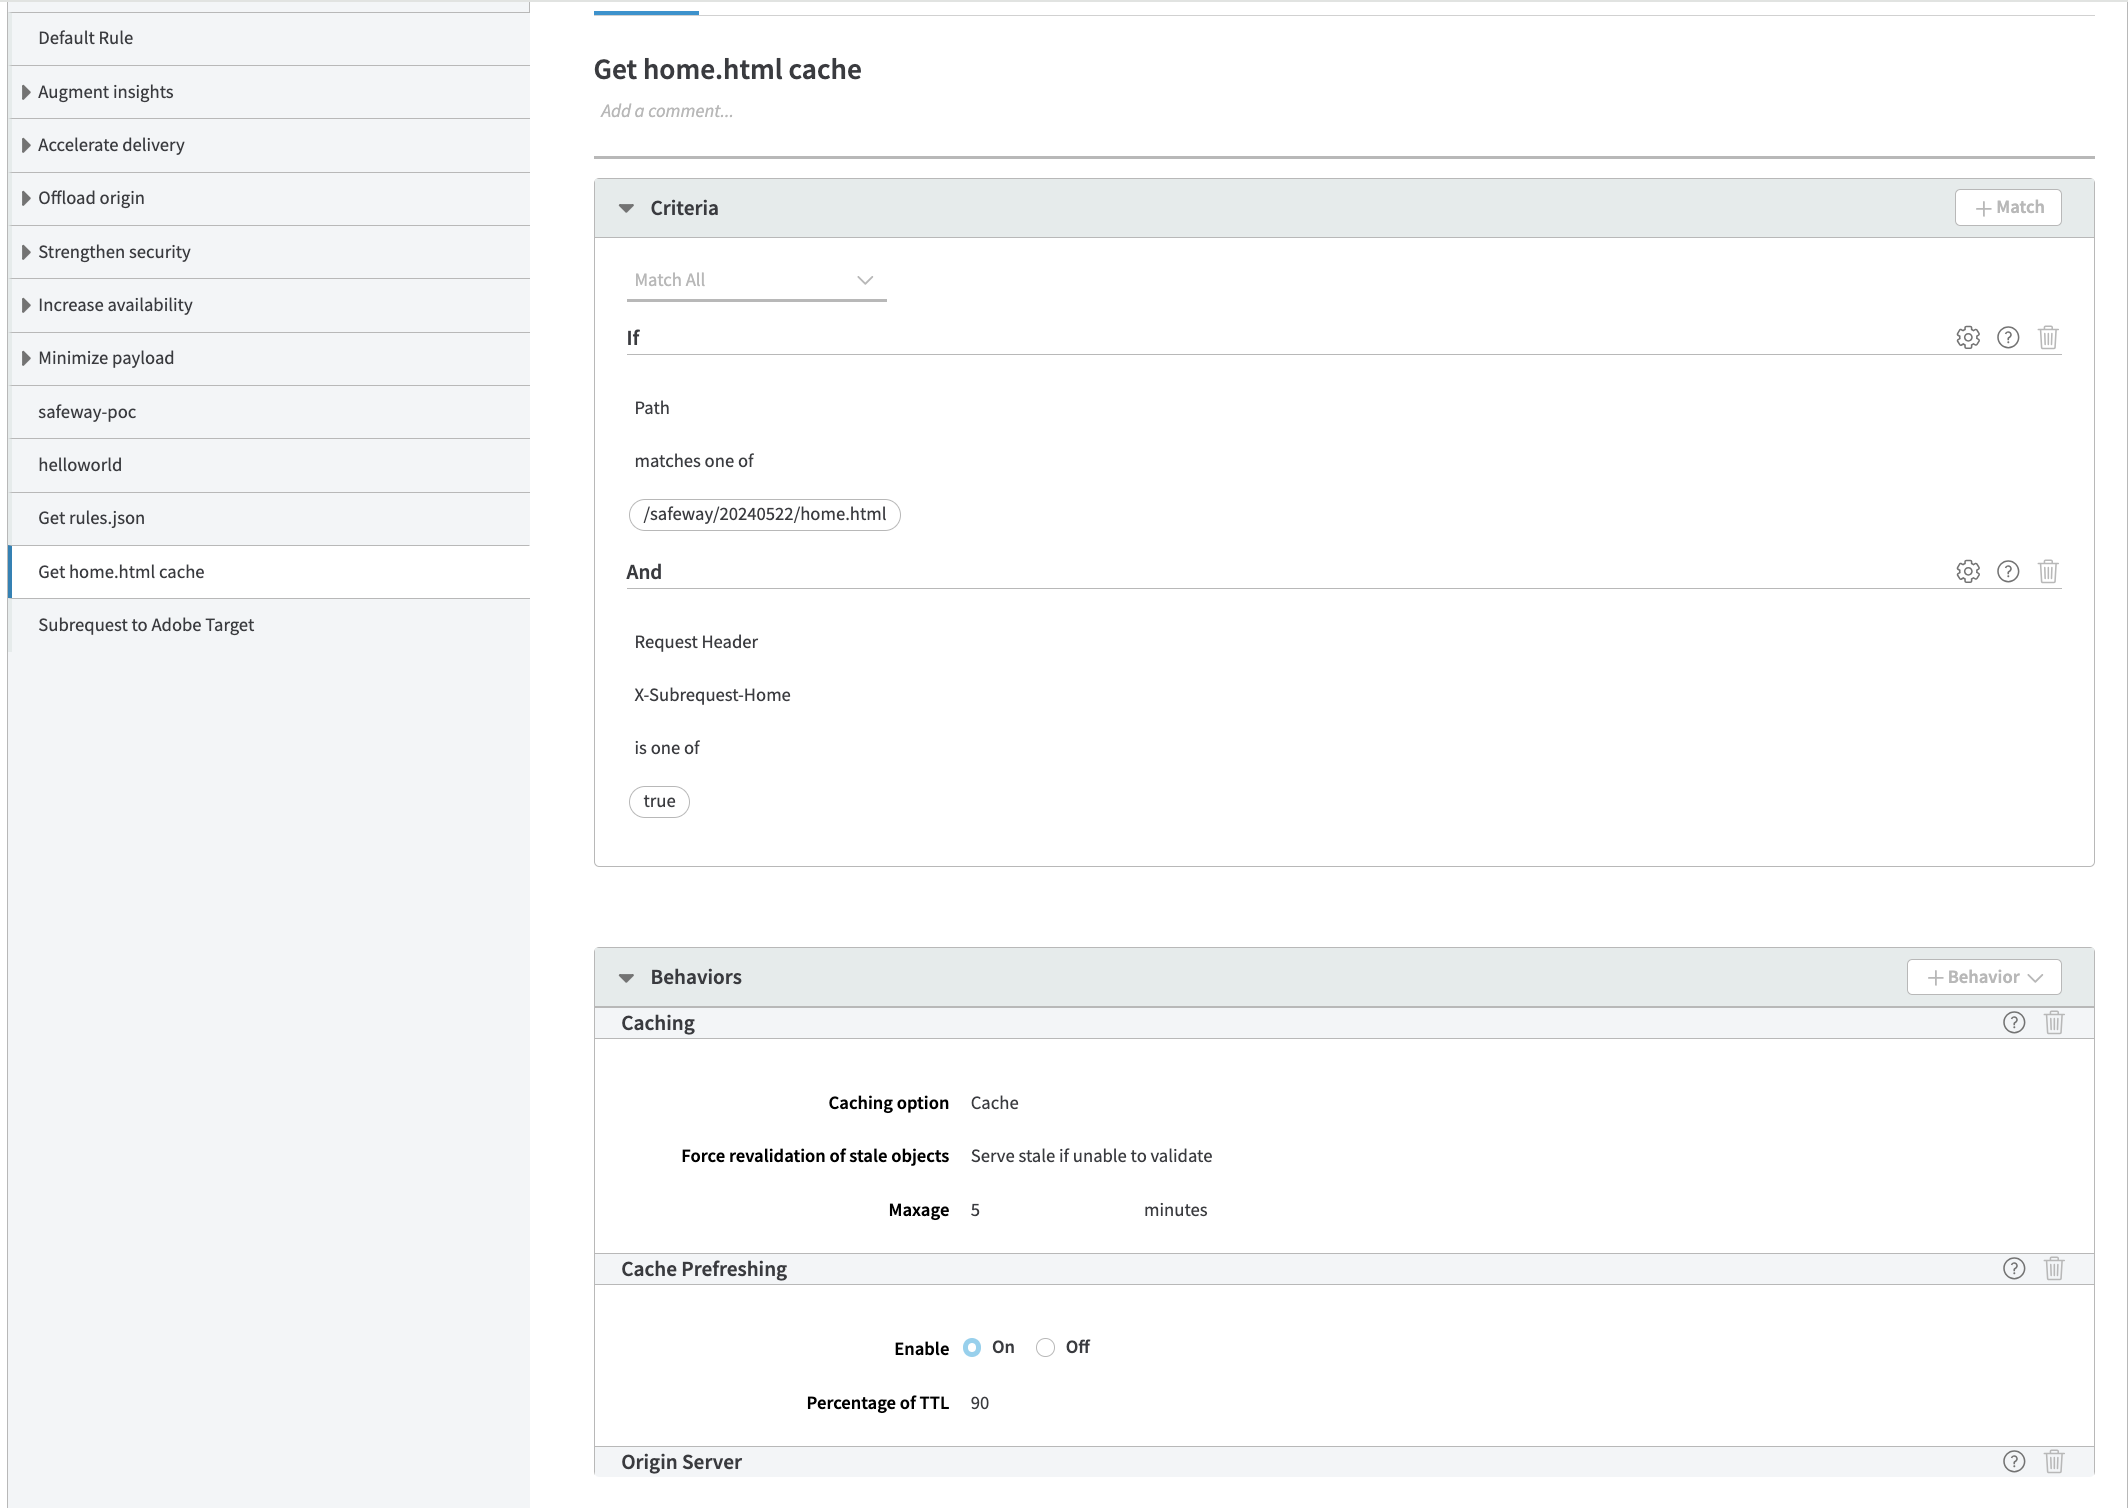 Default Rule
Augment insights
Accelerate delivery
Offload origin
Strengthen security
Increase availability
Minimize payload
safeway-poc
helloworld
Get rules.json
Get home.html cache
Subrequest to Adobe Target
Get home.html cache
Add a comment...
Criteria
Match
Match All
If
Path
matches one of
/safeway/20240522/home.html
And
Request Header
X-Subrequest-Home
is one of
true
Behaviors
Behavior
Caching
Caching option Cache
Force revalidation of stale objects Serve stale if unable to validate
Maxage 5 minutes
Cache Prefreshing
Enable On Off
Percentage of TTL 90
Origin Server